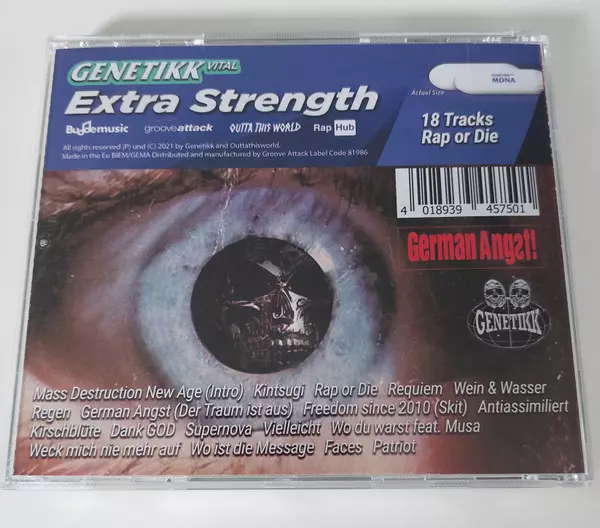 GENETIKK VITAL
Extra Strength
Actual Size
MDNA
18 Tracks
Rap or Die
Bu de music grooveattack OUTTA THIS WORLD Rap Hub
All rights reserved (P) und (C) 2021 by Genetikk and Outtathisworld.
Made in the Eu BIEM/GEMA-Distributed and manufactured by Groove Attack Label Code 81986
4 018939 457501
German Angst!
GENETIKK
Mass Destruction New Age (Intro) Kintsugi Rap or Die Requiem Wein & Wasser
Regen German Angst (Der Traum ist aus) Freedom since 2010 (Skit) Antiassimiliert
Kirschblüte Dank GOD Supernova Vielleicht Wo du warst feat. Musa
Weck mich nie mehr auf Wo ist die Message Faces Patriot